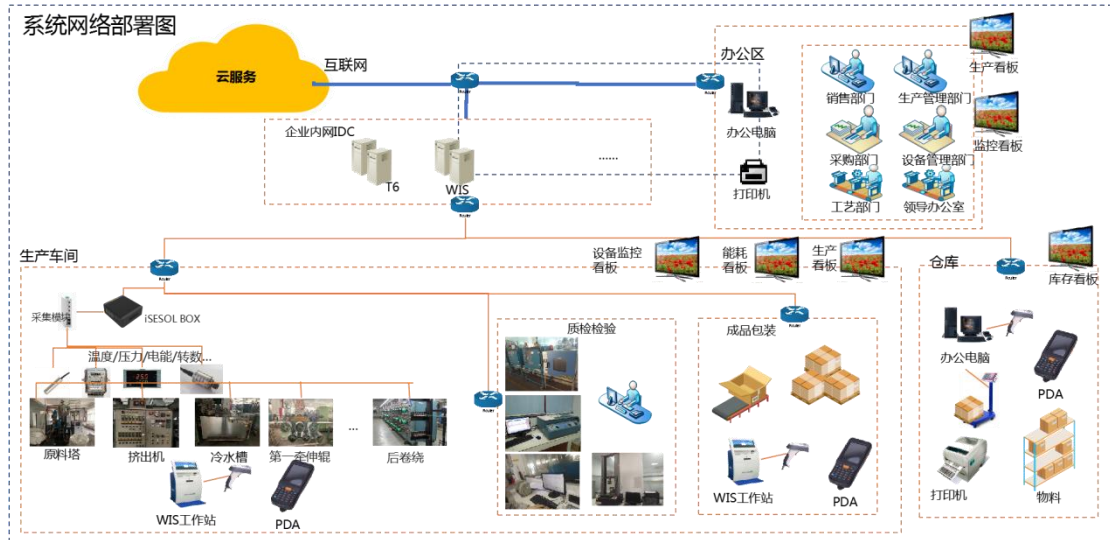 系统网络部署图
云服务
互联网
Router
Router
办公区
生产看板
销售部门
生产管理部门
办公电脑
监控看板
采购部门
设备管理部门
打印机
工艺部门
领导办公室
企业内网IDC
T6
WIS
......
Router
生产车间
Router
设备监控
看板
能耗
看板
生产
看板
仓库
Router
库存看板
采集模块
iSESOL BOX
温度/压力/电能/转数...
原料塔
挤出机
冷水槽
第一牵伸辊
...
后卷绕
WIS工作站
PDA
Router
质检检验
成品包装
Router
WIS工作站
PDA
办公电脑
PDA
打印机
物料